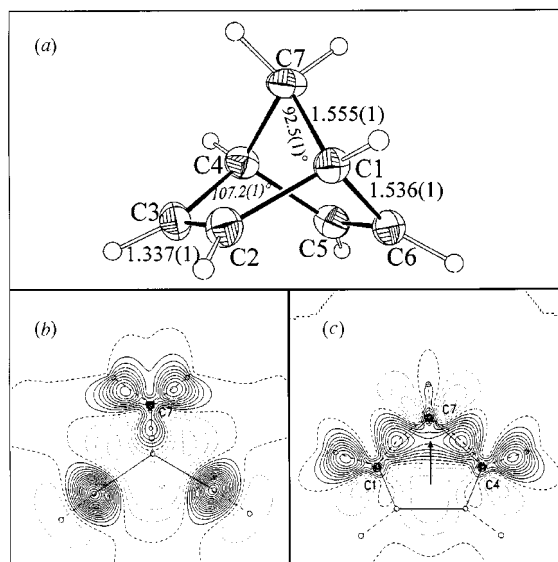 (a)
C7
1.555(1)
92.5(1)°
C4
C1
107.2(1)°
1.536(1)
C3
1.337(1)
C2
C5
C6
(b)
C7
(c)
C7
C1
C4